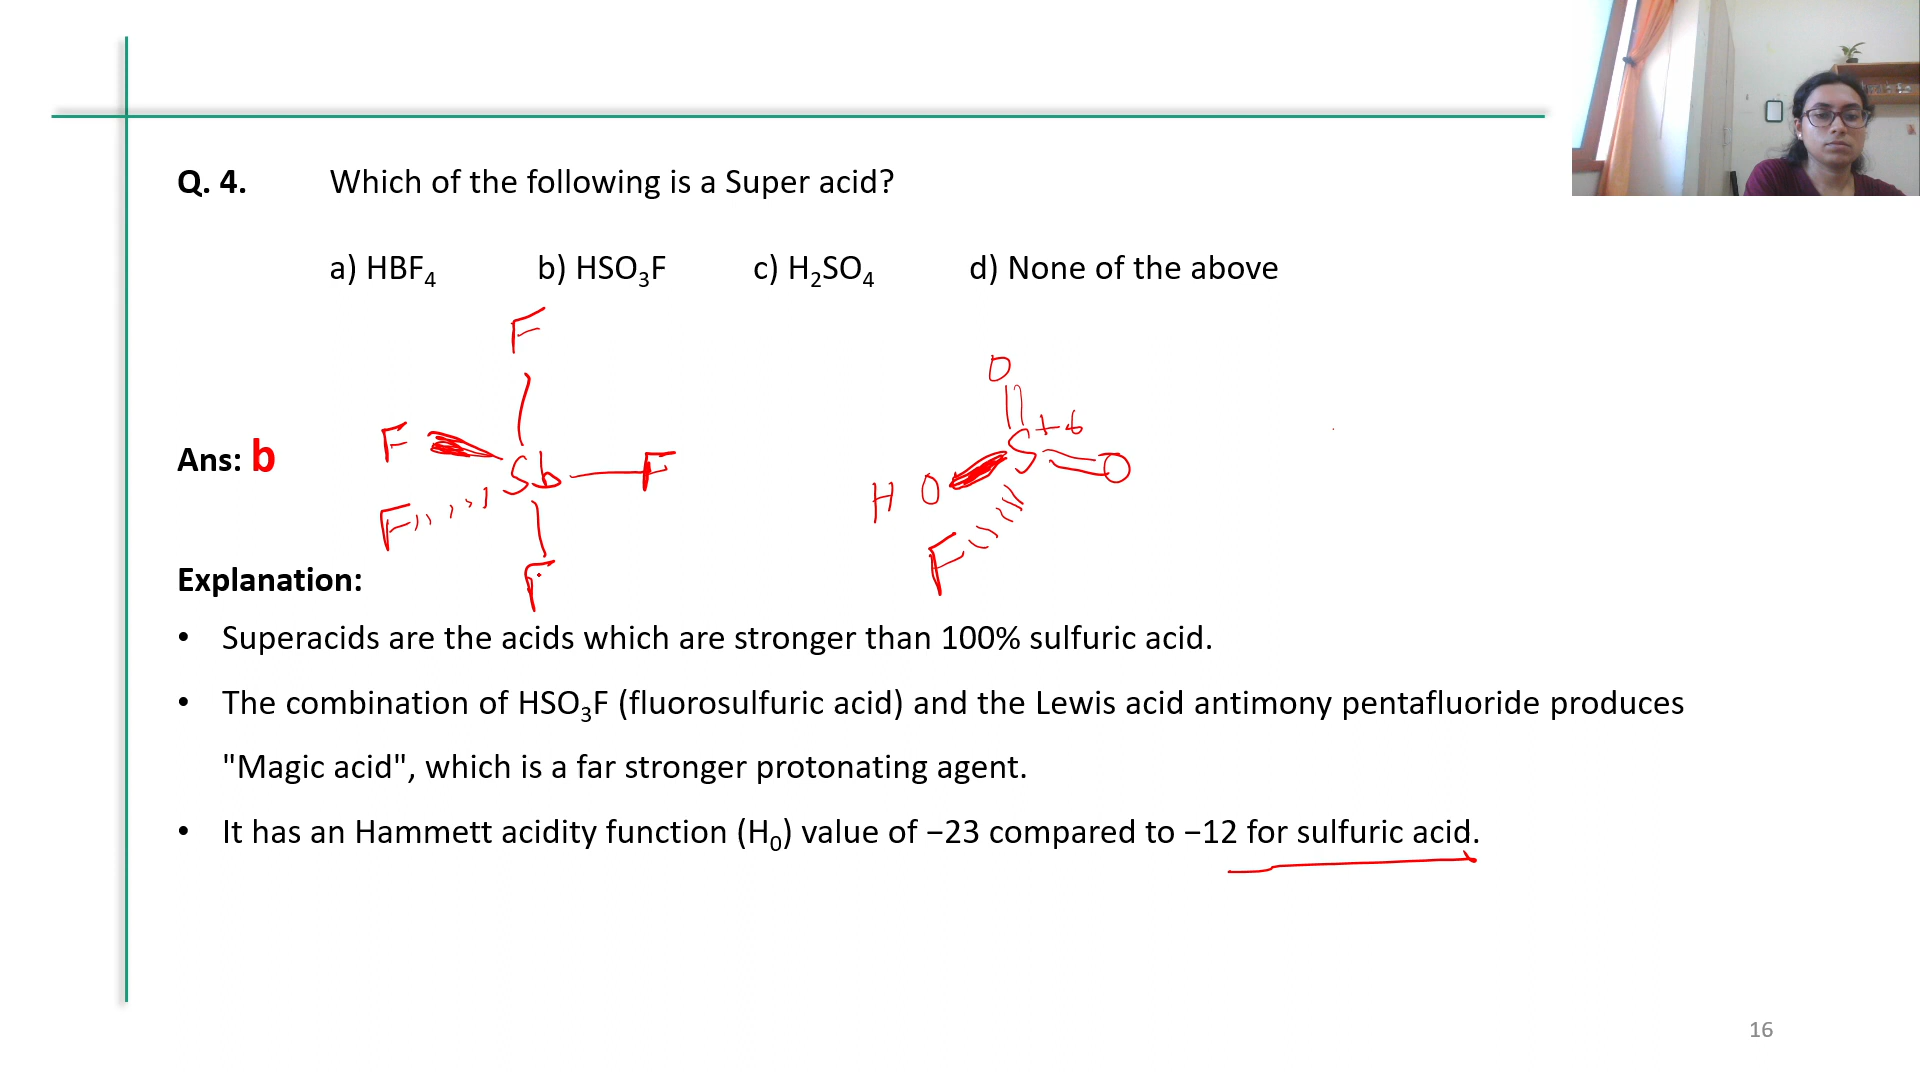 Q. 4. Which of the following is a Super acid?
a) HBF₄ b) HSO₃F c) H₂SO₄ d) None of the above
F
F Sb F
F
F
O
S +6 O
H O
F
Ans: b
Explanation:
• Superacids are the acids which are stronger than 100% sulfuric acid.
• The combination of HSO₃F (fluorosulfuric acid) and the Lewis acid antimony pentafluoride produces
"Magic acid", which is a far stronger protonating agent.
• It has an Hammett acidity function (H₀) value of −23 compared to −12 for sulfuric acid.
16